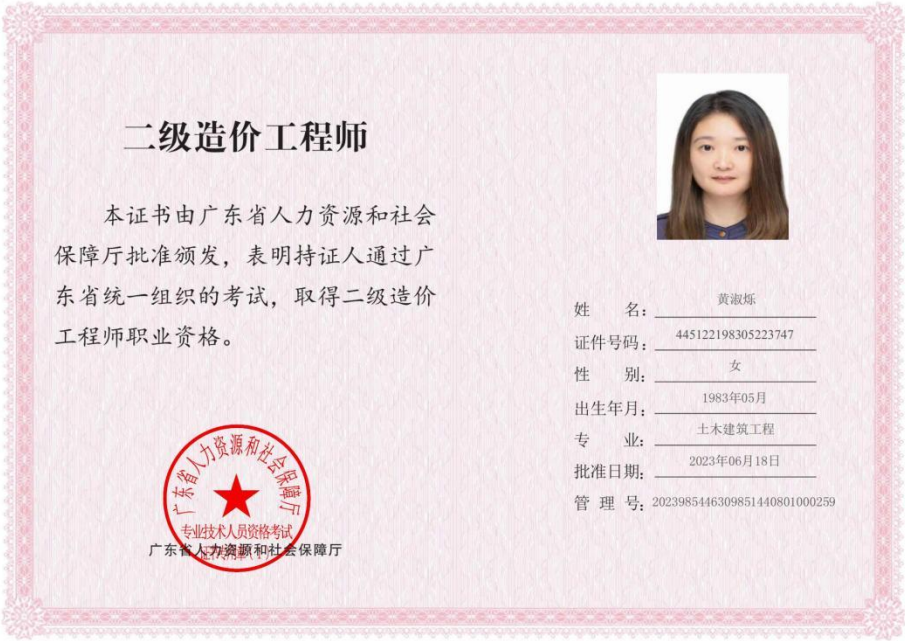 二级造价工程师
本证书由广东省人力资源和社会
保障厅批准颁发，表明持证人通过广
东省统一组织的考试，取得二级造价
工程师职业资格。
姓 名：黄淑烁
证件号码：445122198305223747
性 别：女
出生年月：1983年05月
专 业：土木建筑工程
批准日期：2023年06月18日
管 理 号：20239854463098514408010002​59
广东省人力资源和社会保障厅
专业技术人员资格考试
广东省人力资源和社会保障厅